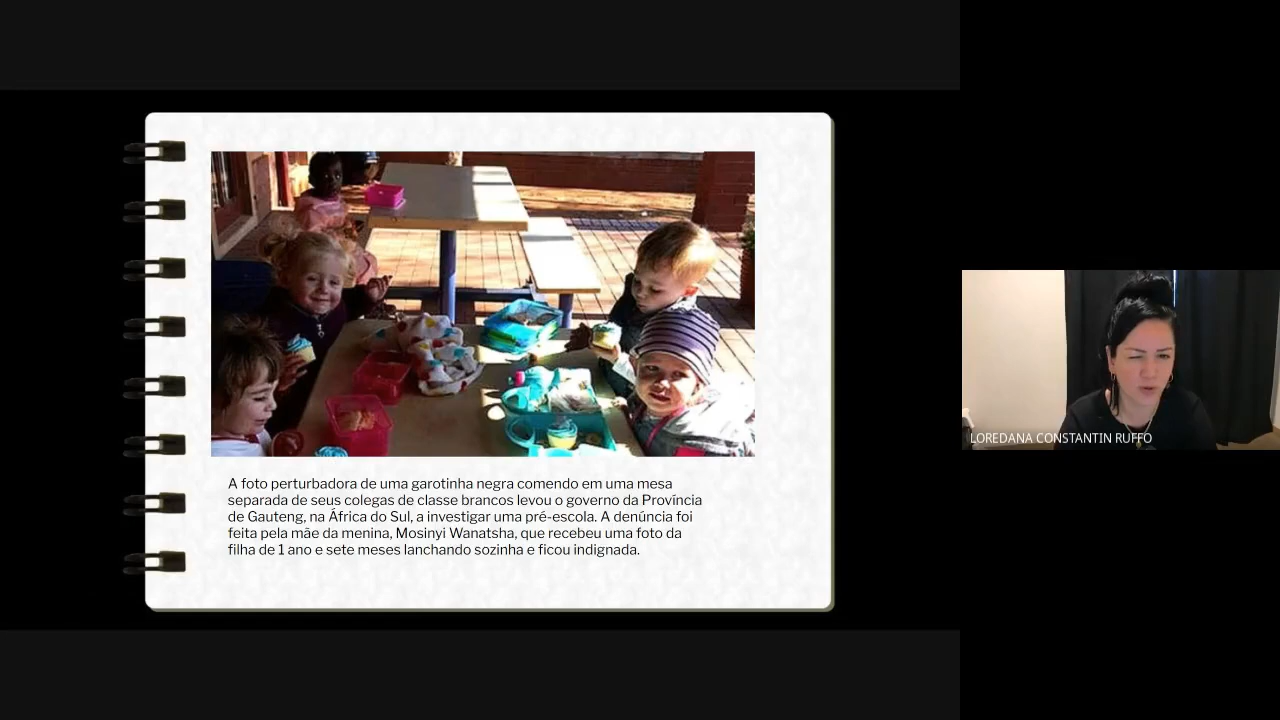 A foto perturbadora de uma garotinha negra comendo em uma mesa
separada de seus colegas de classe brancos levou o governo da Província
de Gauteng, na África do Sul, a investigar uma pré-escola. A denúncia foi
feita pela mãe da menina, Mosinyi Wanatsha, que recebeu uma foto da
filha de 1 ano e sete meses lanchando sozinha e ficou indignada.
LOREDANA CONSTANTIN RUFFO